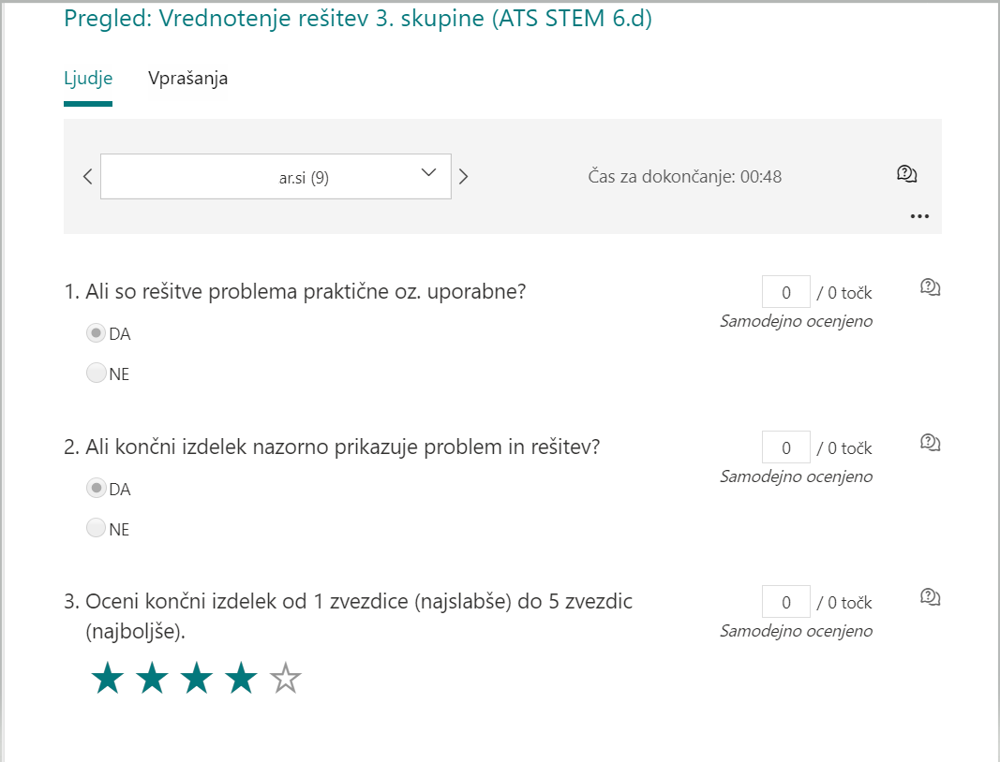 Pregled: Vrednotenje rešitev 3. skupine (ATS STEM 6.d)
Ljudje Vprašanja
ar.si (9) Čas za dokončanje: 00:48
1. Ali so rešitve problema praktične oz. uporabne? 0 / 0 točk
Samodejno ocenjeno
DA
NE
2. Ali končni izdelek nazorno prikazuje problem in rešitev? 0 / 0 točk
Samodejno ocenjeno
DA
NE
3. Oceni končni izdelek od 1 zvezdice (najslabše) do 5 zvezdic 0 / 0 točk
(najboljše). Samodejno ocenjeno